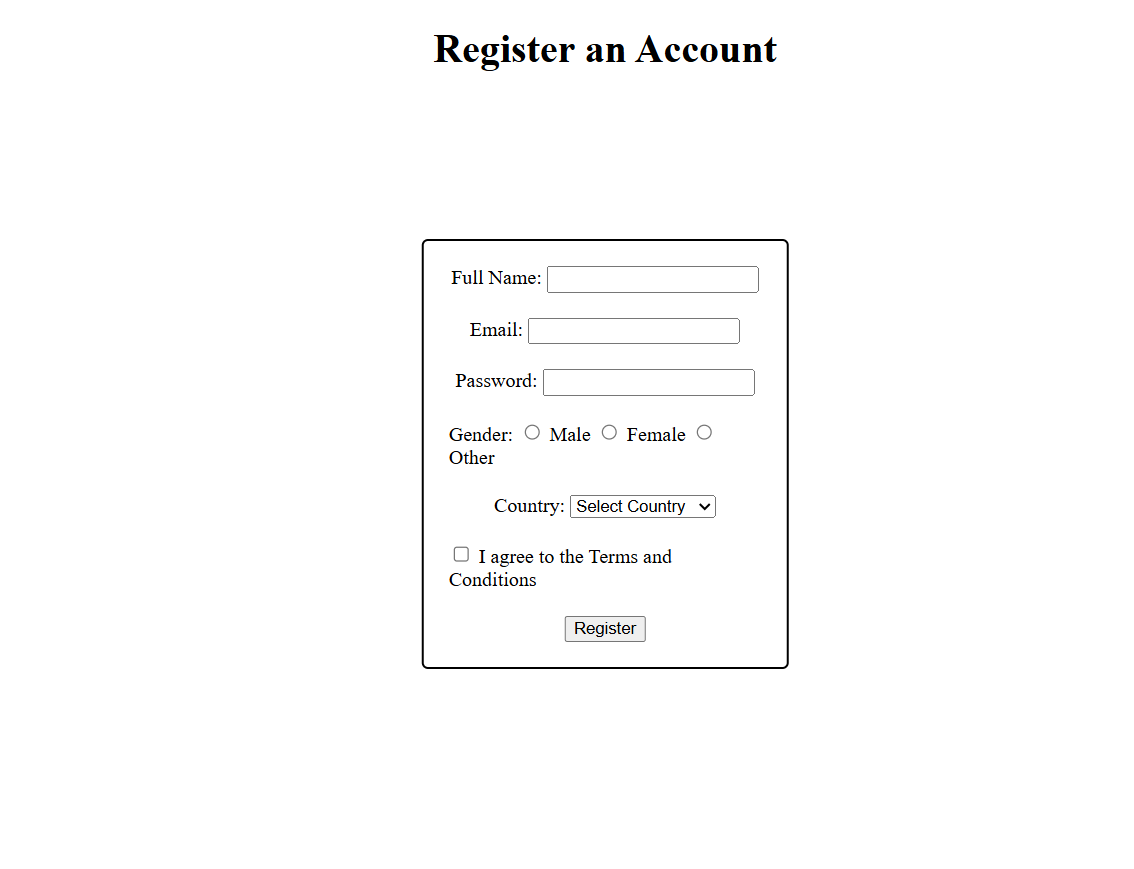 Register an Account
Full Name:
Email:
Password:
Gender: Male Female
Other
Country: Select Country
I agree to the Terms and
Conditions
Register